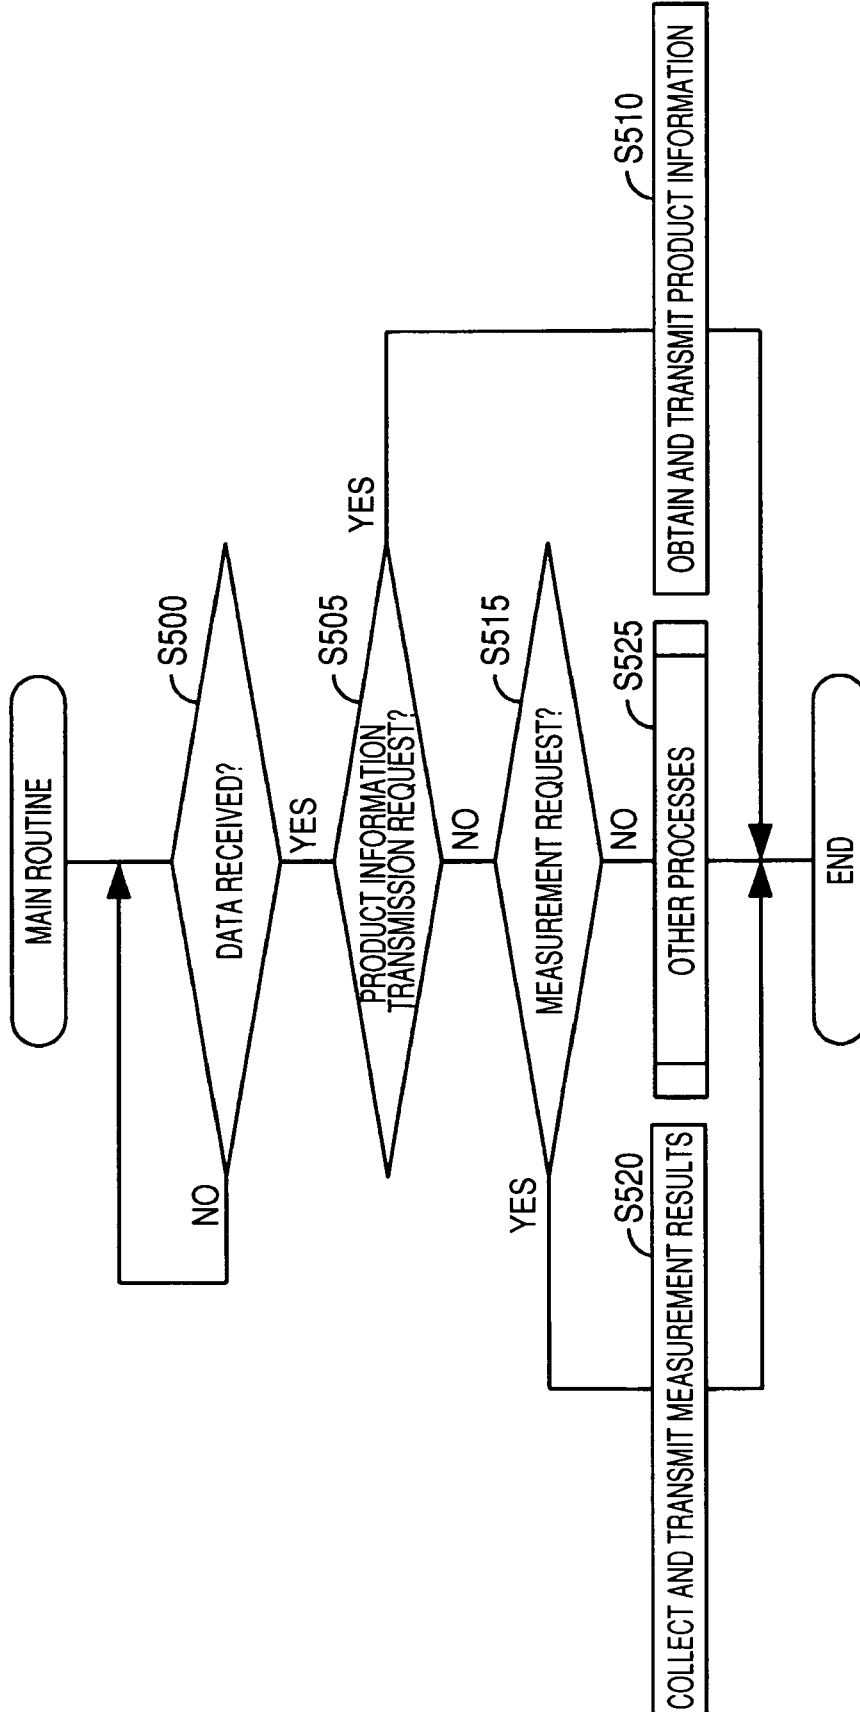 MAIN ROUTINE
S500
DATA RECEIVED?
NO
YES
S505
PRODUCT INFORMATION
TRANSMISSION REQUEST?
YES
NO
S515
MEASUREMENT REQUEST?
YES
NO
S520
COLLECT AND TRANSMIT MEASUREMENT RESULTS
S525
OTHER PROCESSES
S510
OBTAIN AND TRANSMIT PRODUCT INFORMATION
END